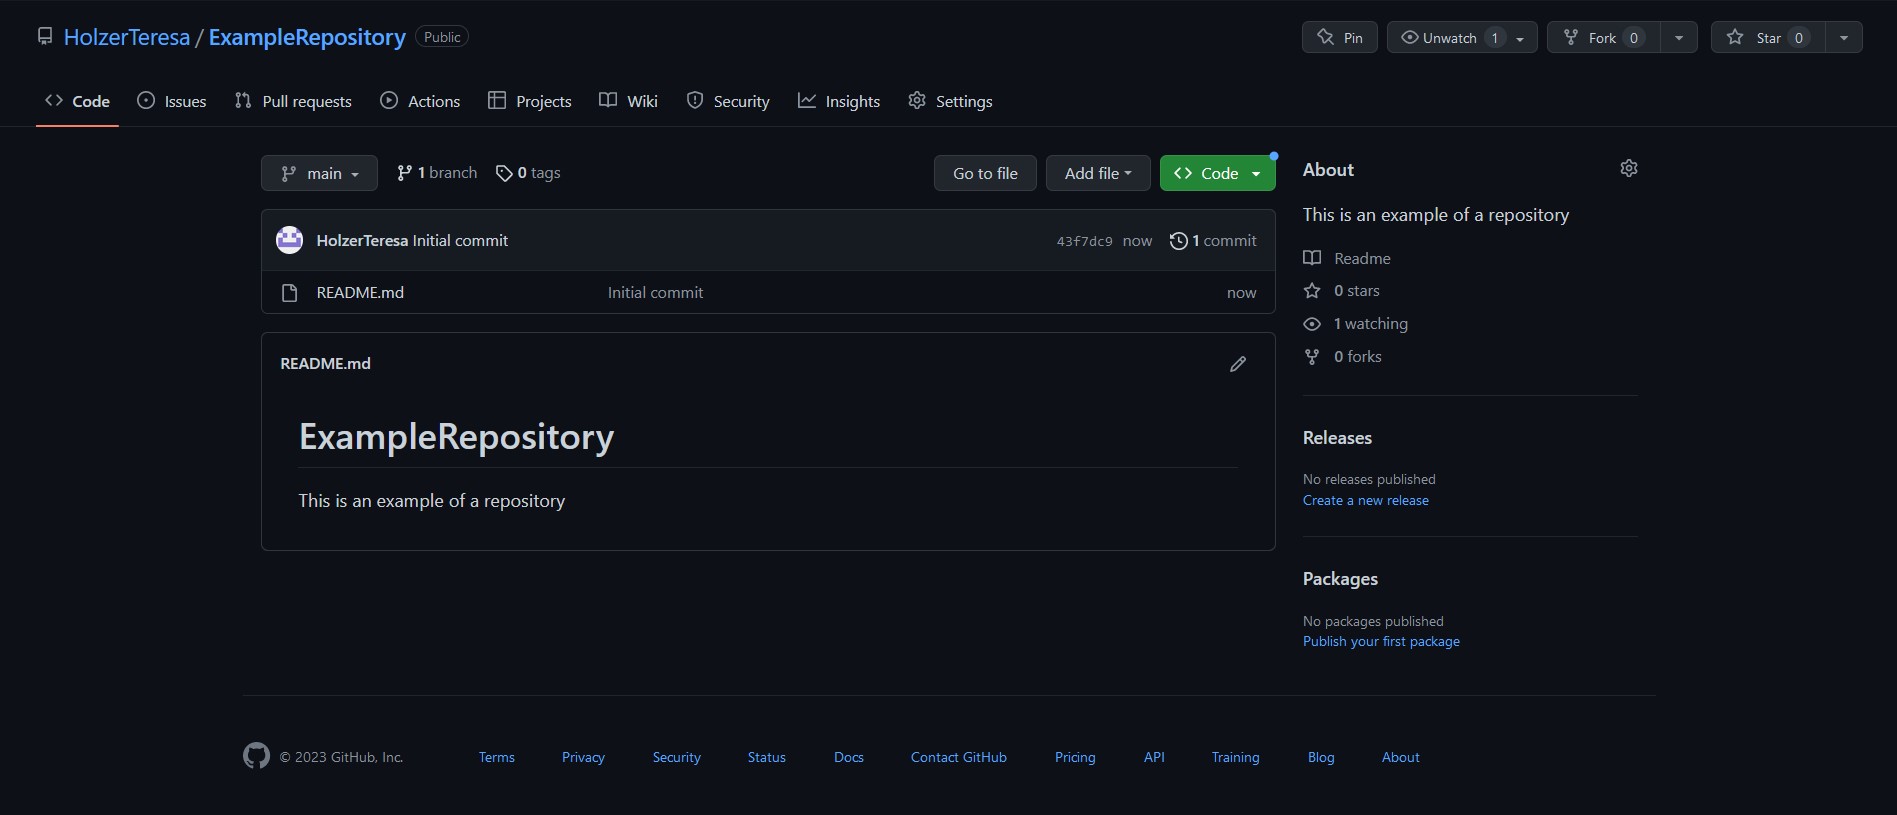 HolzerTeresa / ExampleRepository Public
Pin Unwatch 1 Fork 0 Star 0
Code Issues Pull requests Actions Projects Wiki Security Insights Settings
main 1 branch 0 tags Go to file Add file Code
HolzerTeresa Initial commit 43f7dc9 now 1 commit
README.md Initial commit now
README.md
ExampleRepository
This is an example of a repository
About
This is an example of a repository
Readme
0 stars
1 watching
0 forks
Releases
No releases published
Create a new release
Packages
No packages published
Publish your first package
© 2023 GitHub, Inc. Terms Privacy Security Status Docs Contact GitHub Pricing API Training Blog About